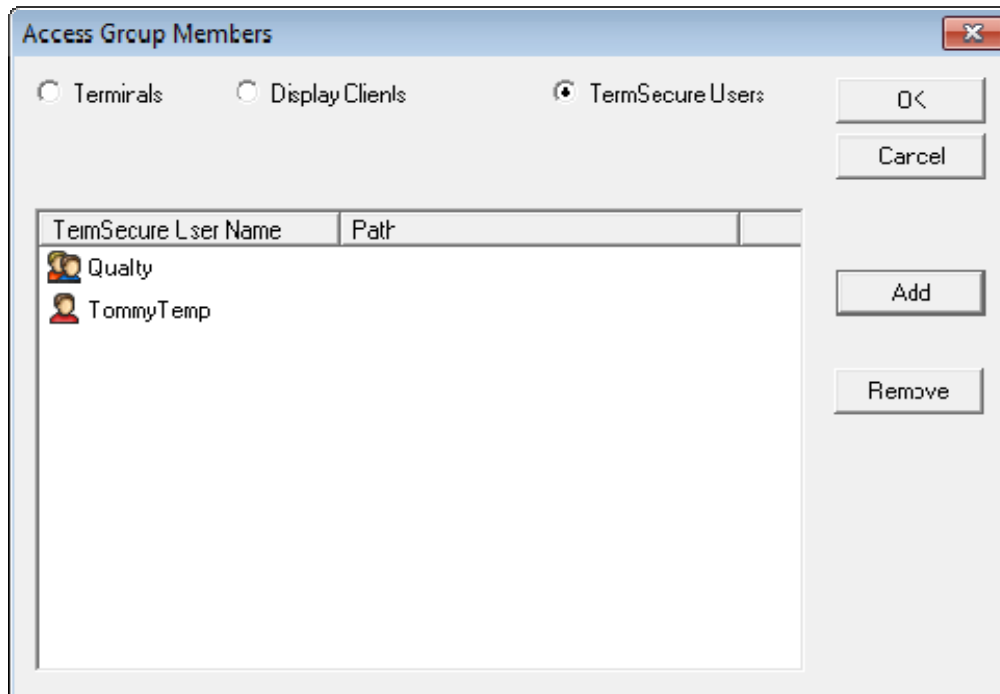 Access Group Members
Terminals
Display Clients
TermSecure Users
OK
Cancel
TermSecure User Name
Path
Qualty
TommyTemp
Add
Remove